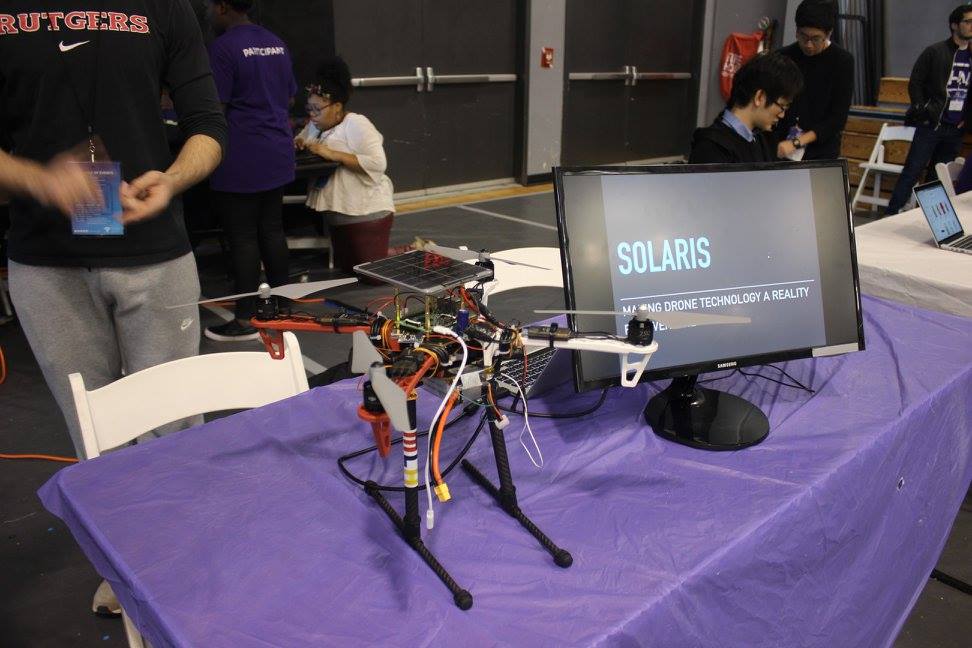 RUTGERS
PARTICIPANT
SOLARIS
MAKING DRONE TECHNOLOGY A REALITY
SAMSUNG